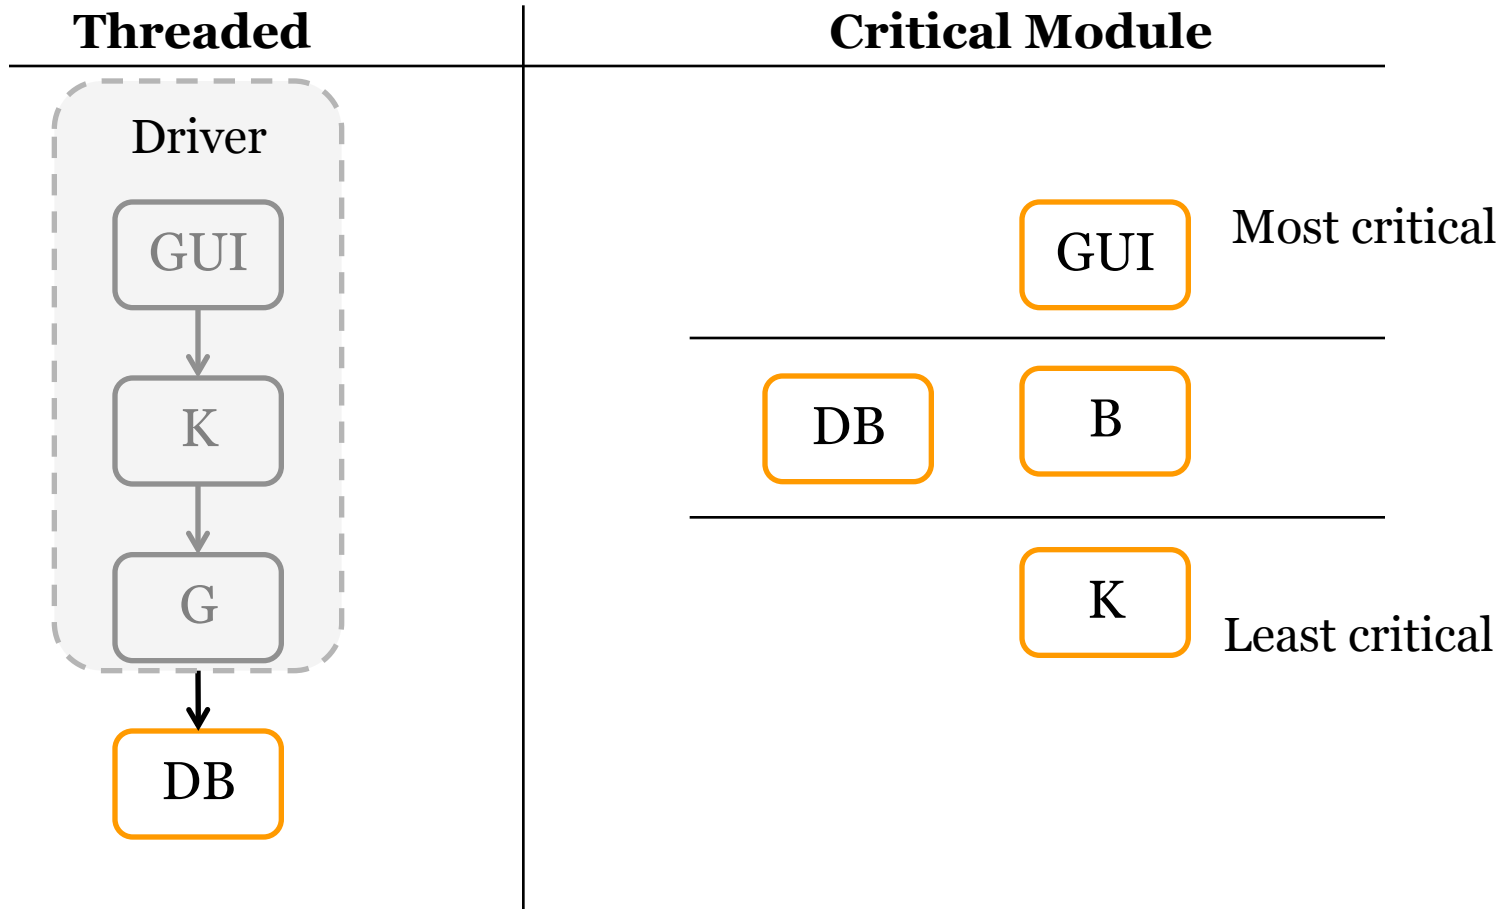 Threaded
Critical Module
Driver
GUI
K
G
DB
GUI
Most critical
DB
B
K
Least critical